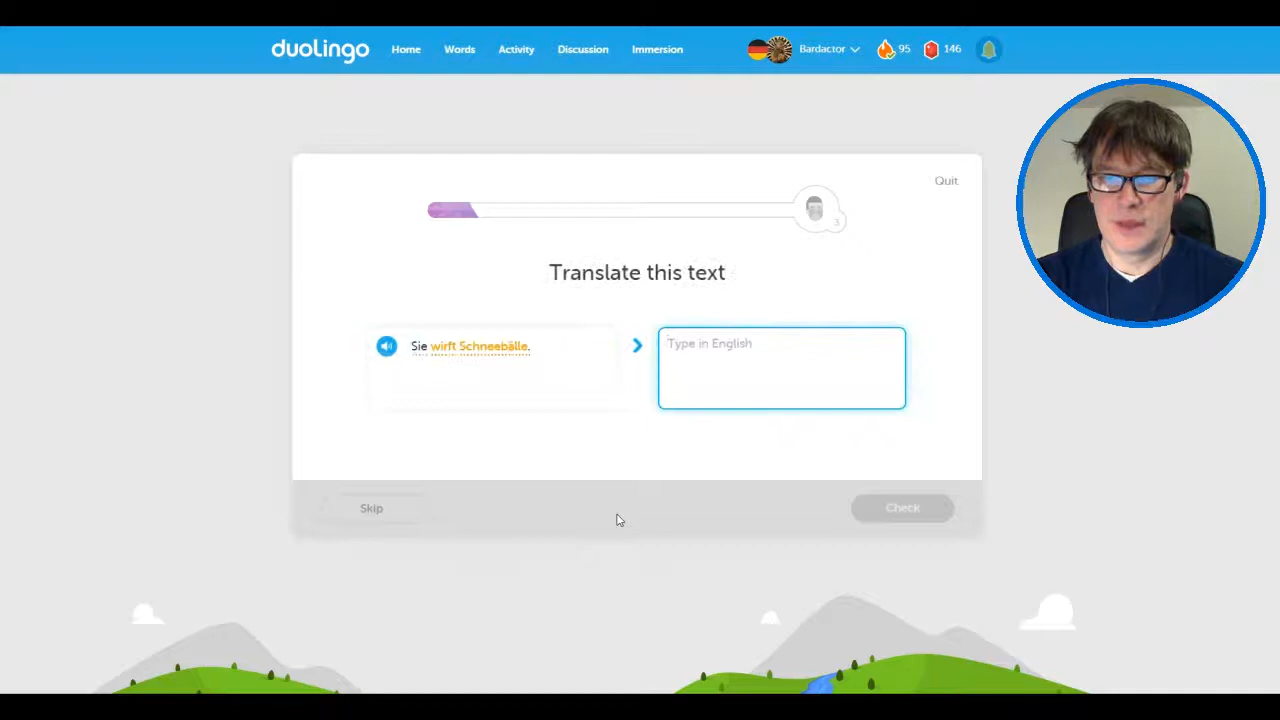 duolingo Home Words Activity Discussion Immersion Bardactor 95 146
Quit
3
Translate this text
Sie wirft Schneebälle.
Type in English
Skip
Check